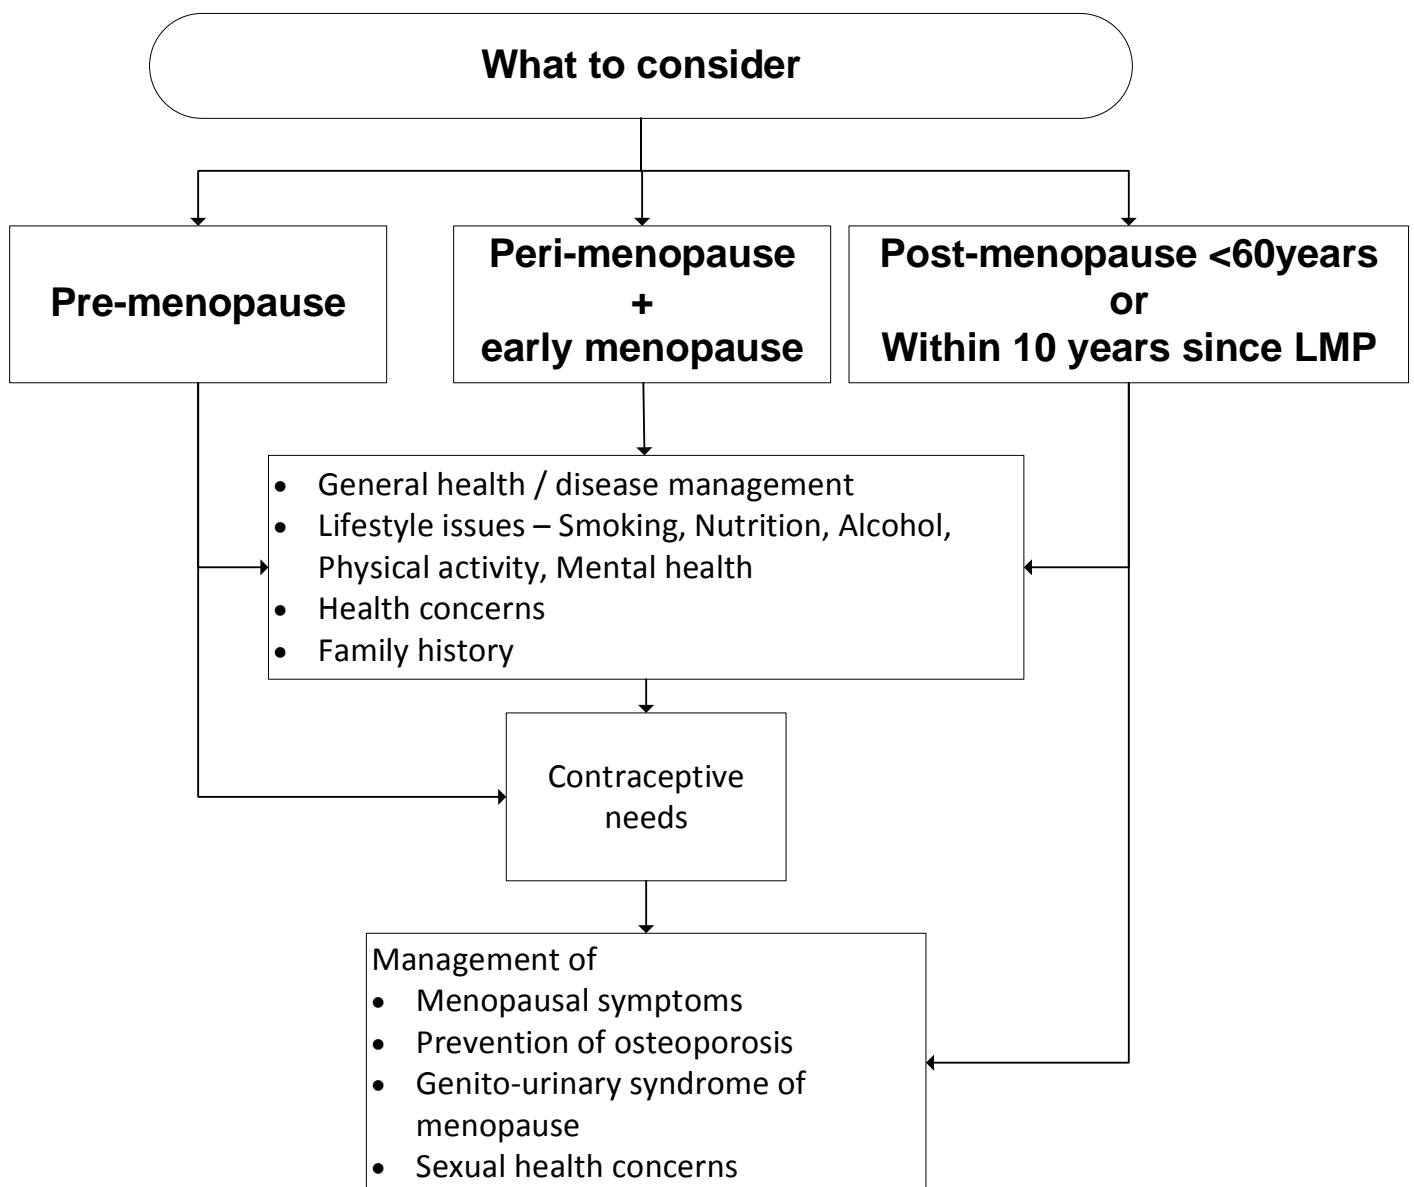 What to consider
Pre-menopause
Peri-menopause
+
early menopause
Post-menopause <60years
or
Within 10 years since LMP
• General health / disease management
• Lifestyle issues – Smoking, Nutrition, Alcohol,
Physical activity, Mental health
• Health concerns
• Family history
Contraceptive
needs
Management of
• Menopausal symptoms
• Prevention of osteoporosis
• Genito-urinary syndrome of
menopause
• Sexual health concerns